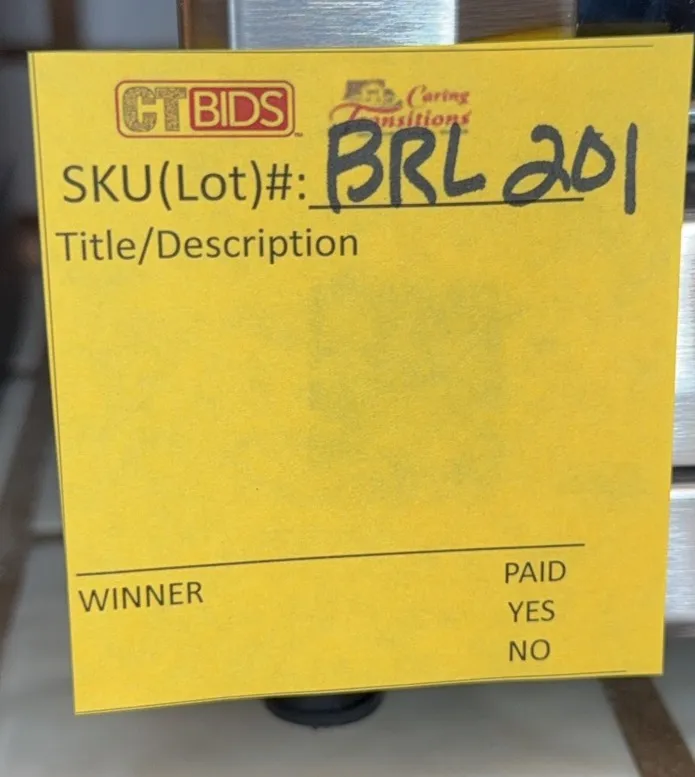 CTBIDS
Caring Transitions
SKU(Lot)#: BRL 201
Title/Description
WINNER
PAID
YES
NO